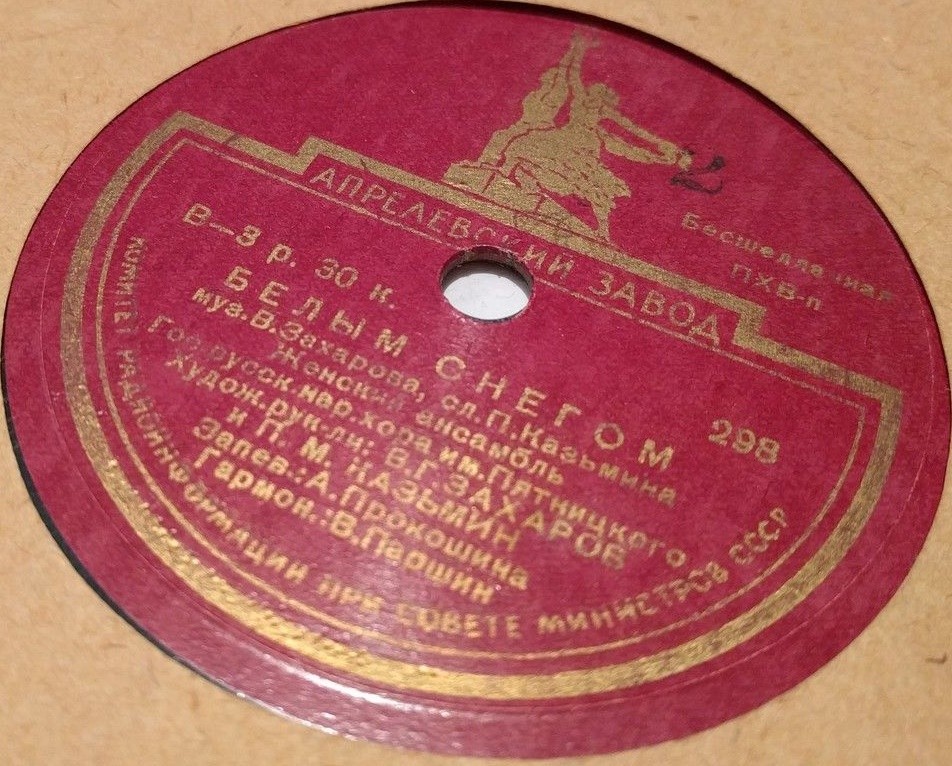 Бесшеллачная
ПХВ-п
АПРЕЛЕВСКИЙ ЗАВОД
В—3 р. 30 к.
298
БЕЛЫМ СНЕГОМ
муз.В.Захарова, сл.П.Казьмина
Женский ансамбль
Гос.русск.нар.хора им.Пятницкого
Худож.рук-ли: В.Г.ЗАХАРОВ
и П.М.КАЗЬМИН
Запев.:А.Прокошина
Гармон.:В.Паршин
КОМИТЕТ РАДИОИНФОРМАЦИИ ПРИ СОВЕТЕ МИНИСТРОВ СССР